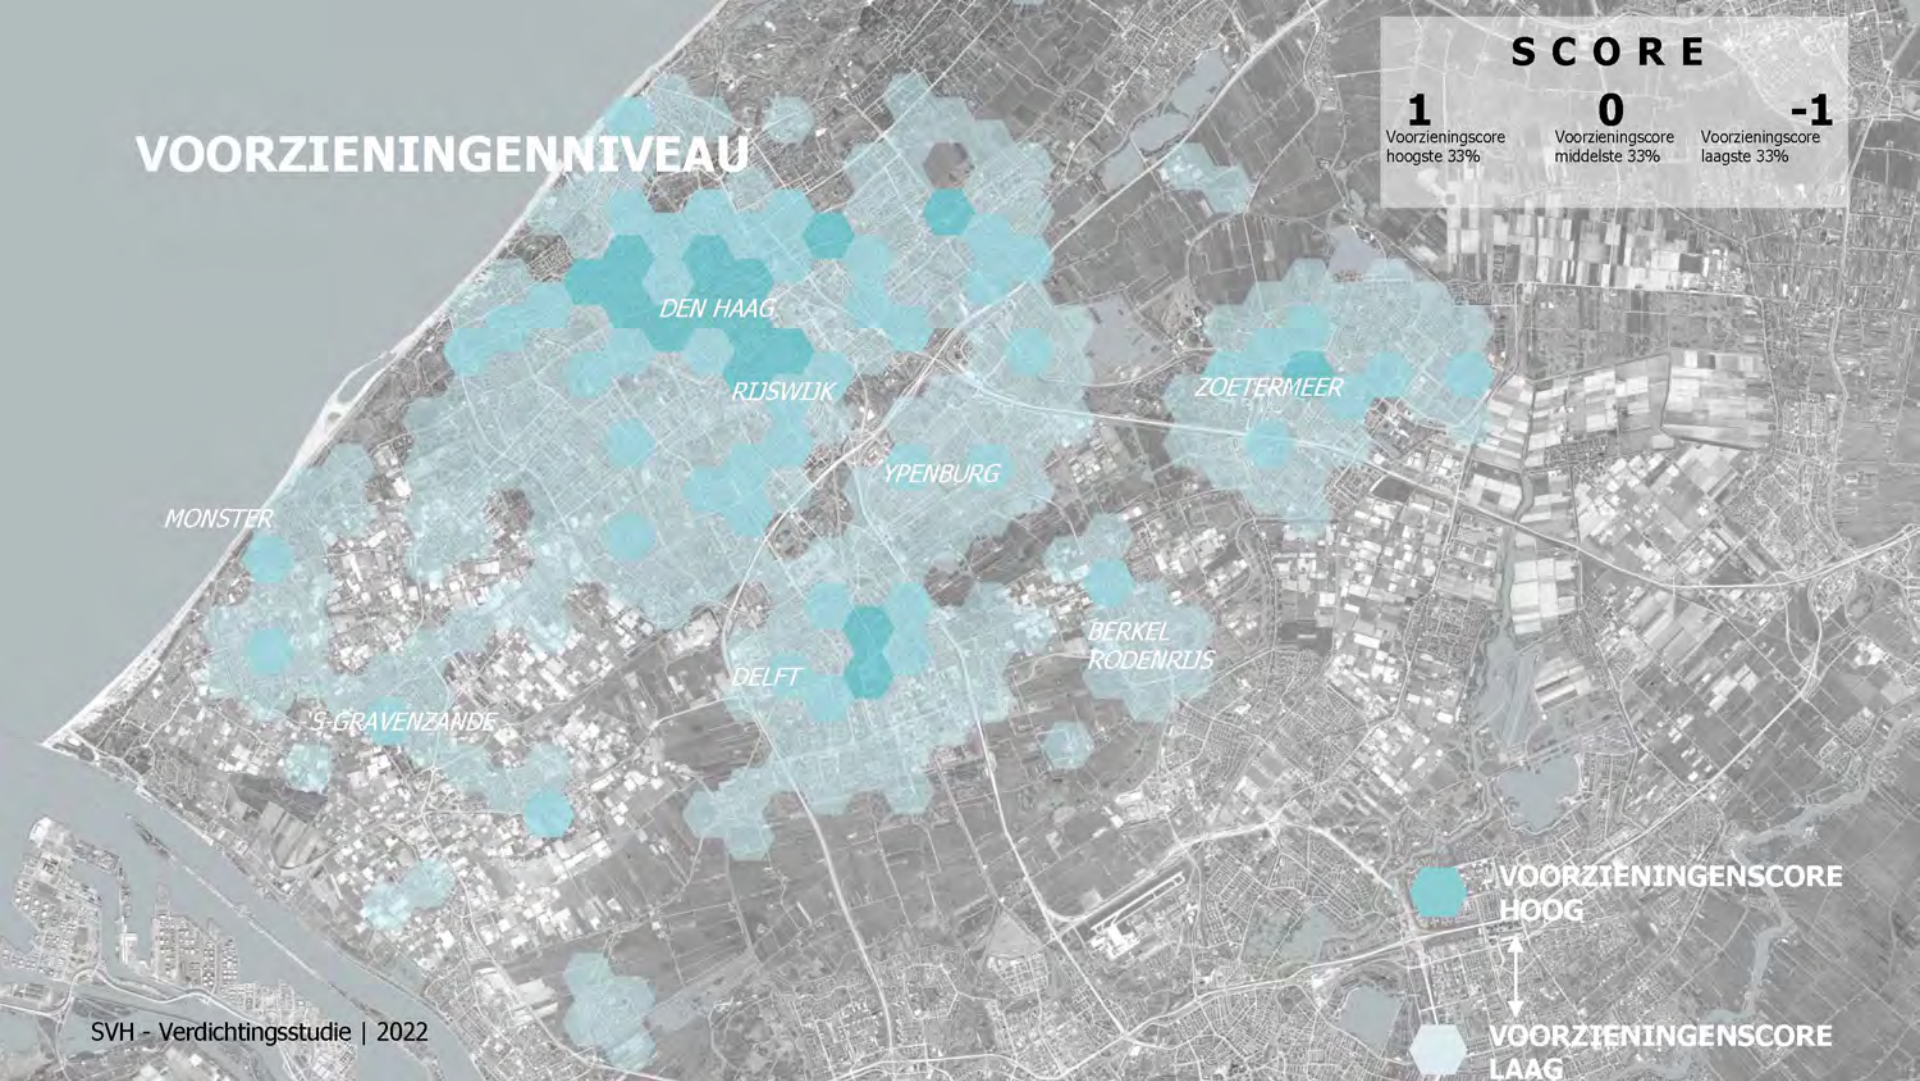 SCORE
1 0 -1
Voorzieningscore Voorzieningscore Voorzieningscore
hoogste 33% middelste 33% laagste 33%
VOORZIENINGENNIVEAU
DEN HAAG
RIJSWIJK
ZOETERMEER
YPENBURG
MONSTER
BERKEL
RODENRIJS
DELFT
'S-GRAVENZANDE
VOORZIENINGENSCORE
HOOG
VOORZIENINGENSCORE
LAAG
SVH - Verdichtingsstudie | 2022